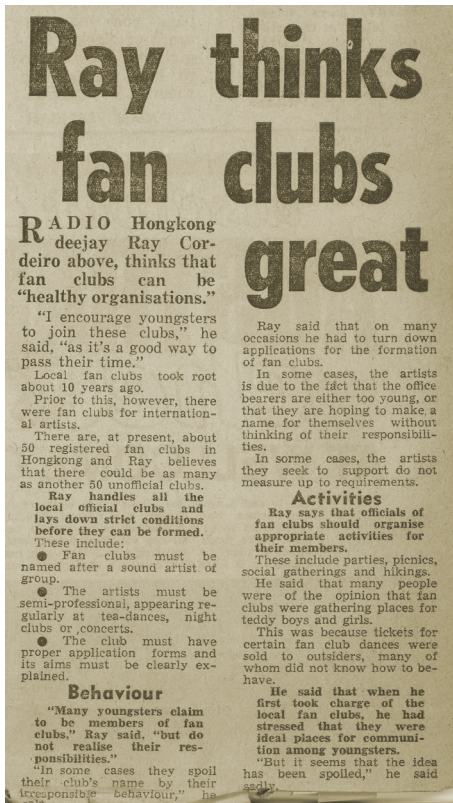 Ray thinks
fan clubs
great
RADIO Hongkong
deejay Ray Cor-
deiro above, thinks that
fan clubs can be
"healthy organisations."
"I encourage youngsters
to join these clubs," he
said, "as it's a good way to
pass their time."
Local fan clubs took root
about 10 years ago.
Prior to this, however, there
were fan clubs for internation-
al artists.
There are, at present, about
50 registered fan clubs in
Hongkong and Ray believes
that there could be as many
as another 50 unofficial clubs.
Ray handles all the
local official clubs and
lays down strict conditions
before they can be formed.
These include:
● Fan clubs must be
named after a sound artist or
group.
● The artists must be
semi-professional, appearing re-
gularly at tea-dances, night
clubs or concerts.
● The club must have
proper application forms and
its aims must be clearly ex-
plained.
Behaviour
"Many youngsters claim
to be members of fan
clubs," Ray said, "but do
not realise their res-
ponsibilities."
"In some cases they spoil
their club's name by their
irresponsible behaviour," he
Ray said that on many
occasions he had to turn down
applications for the formation
of fan clubs.
In some cases, the artists
is due to the fact that the office
bearers are either too young, or
that they are hoping to make a
name for themselves without
thinking of their responsibili-
ties.
In sorme cases, the artists
they seek to support do not
measure up to requirements.
Activities
Ray says that officials of
fan clubs should organise
appropriate activities for
their members.
These include parties, picnics,
social gatherings and hikings.
He said that many people
were of the opinion that fan
clubs were gathering places for
teddy boys and girls.
This was because tickets for
certain fan club dances were
sold to outsiders, many of
whom did not know how to be-
have.
He said that when he
first took charge of the
local fan clubs, he had
stressed that they were
ideal places for communi-
tion among youngsters.
"But it seems that the idea
has been spoiled," he said
sadly.